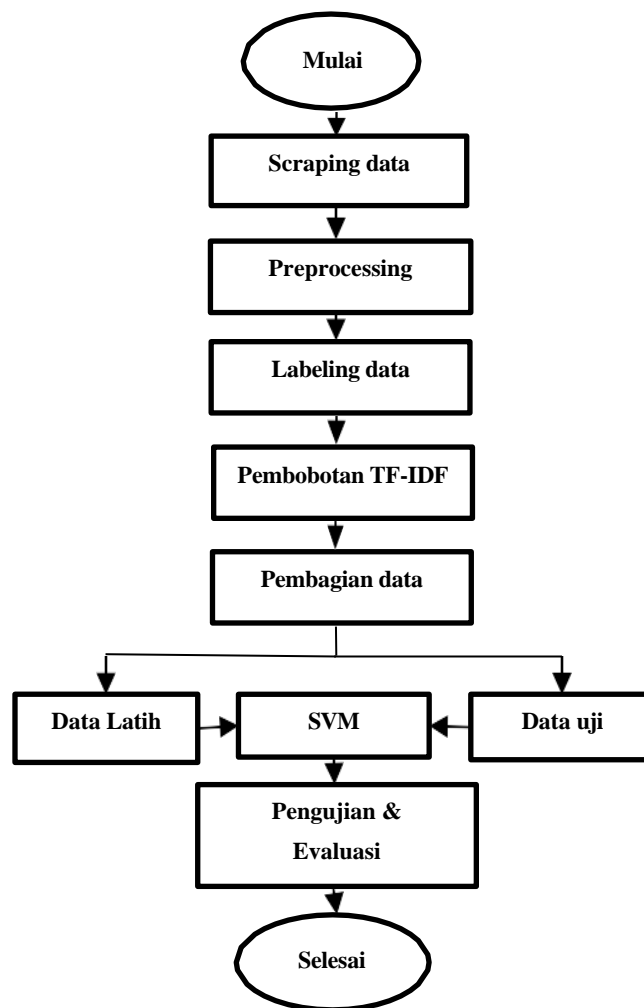 Mulai
Scraping data
Preprocessing
Labeling data
Pembobotan TF-IDF
Pembagian data
Data Latih
SVM
Data uji
Pengujian &
Evaluasi
Selesai